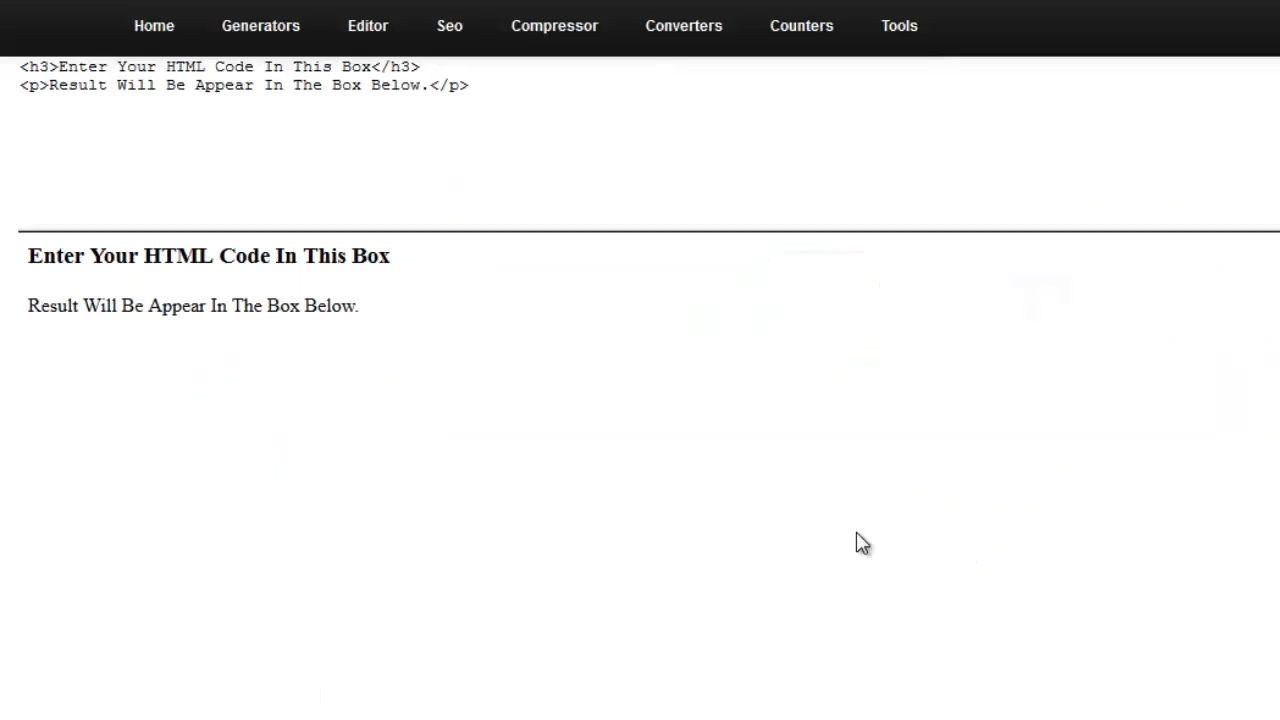 Home Generators Editor Seo Compressor Converters Counters Tools
<h3>Enter Your HTML Code In This Box</h3>
<p>Result Will Be Appear In The Box Below.</p>
Enter Your HTML Code In This Box
Result Will Be Appear In The Box Below.